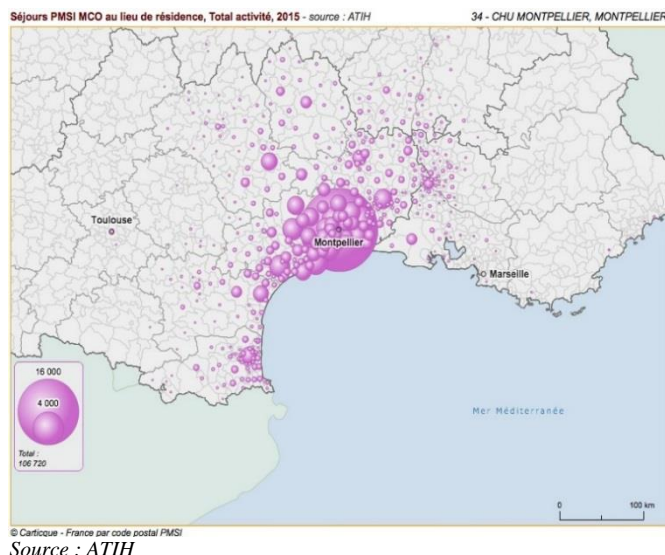 Séjours PMSI MCO au lieu de résidence, Total activité, 2015 - source : ATIH
34 - CHU MONTPELLIER, MONTPELLIER
Toulouse
Montpellier
Marseille
16 000
4 000
Total :
106 720
Mer Méditerranée
0 100 km
© Carticque - France par code postal PMSI
Source : ATIH